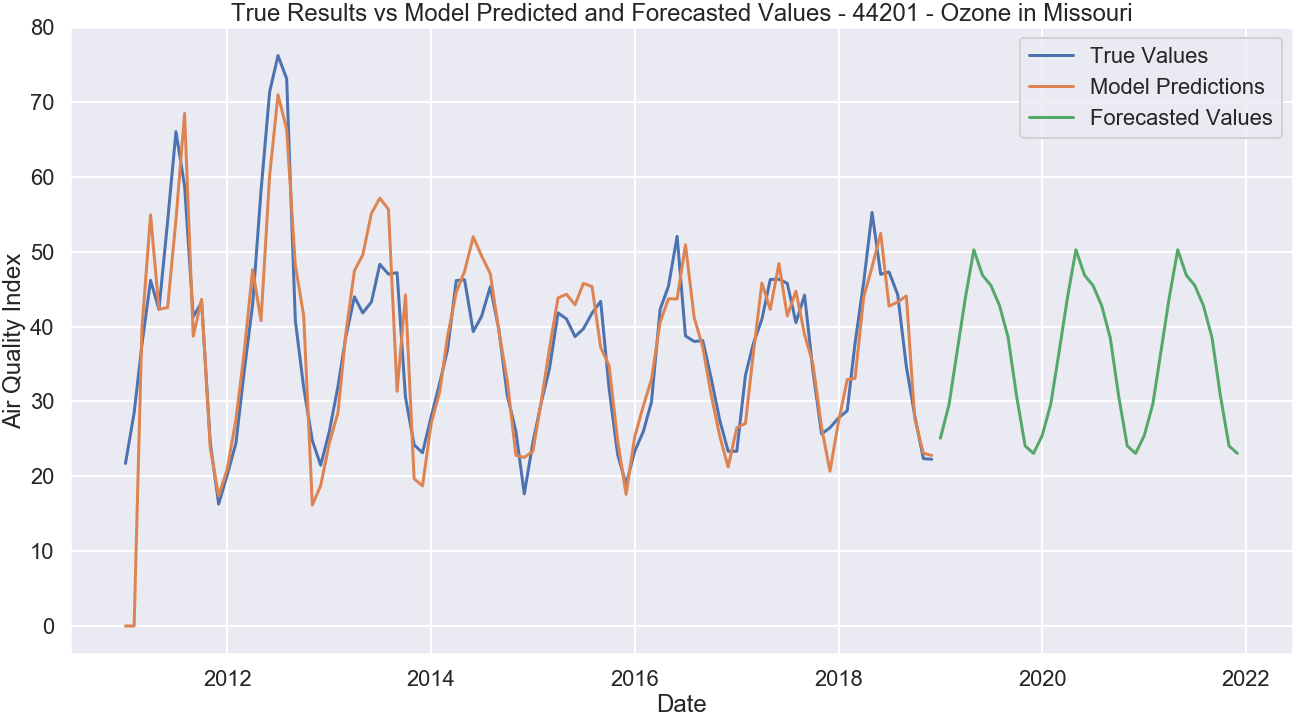 True Results vs Model Predicted and Forecasted Values - 44201 - Ozone in Missouri
True Values
Model Predictions
Forecasted Values
Air Quality Index
80
70
60
50
40
30
20
10
0
2012 2014 2016 2018 2020 2022
Date